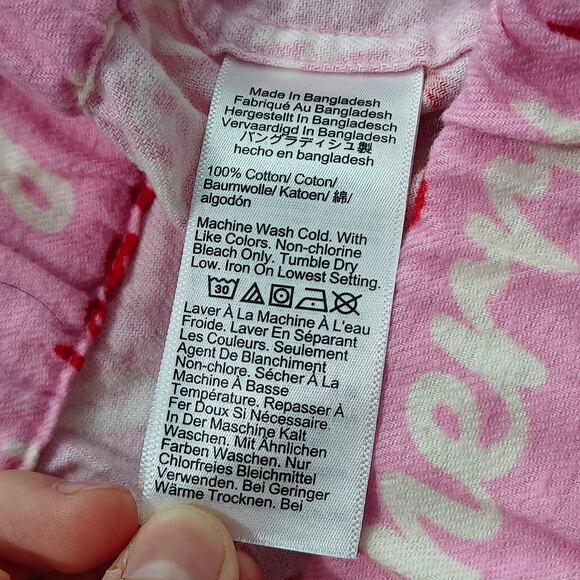 Made In Bangladesh
Fabriqué Au Bangladesh
Hergestellt In Bangladesch
Vervaardigd In Bangladesh
バングラディシュ製
hecho en bangladesh
100% Cotton/ Coton/
Baumwolle/ Katoen/ 綿/
algodón
Machine Wash Cold. With
Like Colors. Non-chlorine
Bleach Only. Tumble Dry
Low. Iron On Lowest Setting.
30
Laver À La Machine À L'eau
Froide. Laver En Séparant
Les Couleurs. Seulement
Agent De Blanchiment
Non-chlore. Sécher À La
Machine À Basse
Température. Repasser À
Fer Doux Si Nécessaire
In Der Maschine Kalt
Waschen. Mit Ähnlichen
Farben Waschen. Nur
Chlorfreies Bleichmittel
Verwenden. Bei Geringer
Wärme Trocknen. Bei